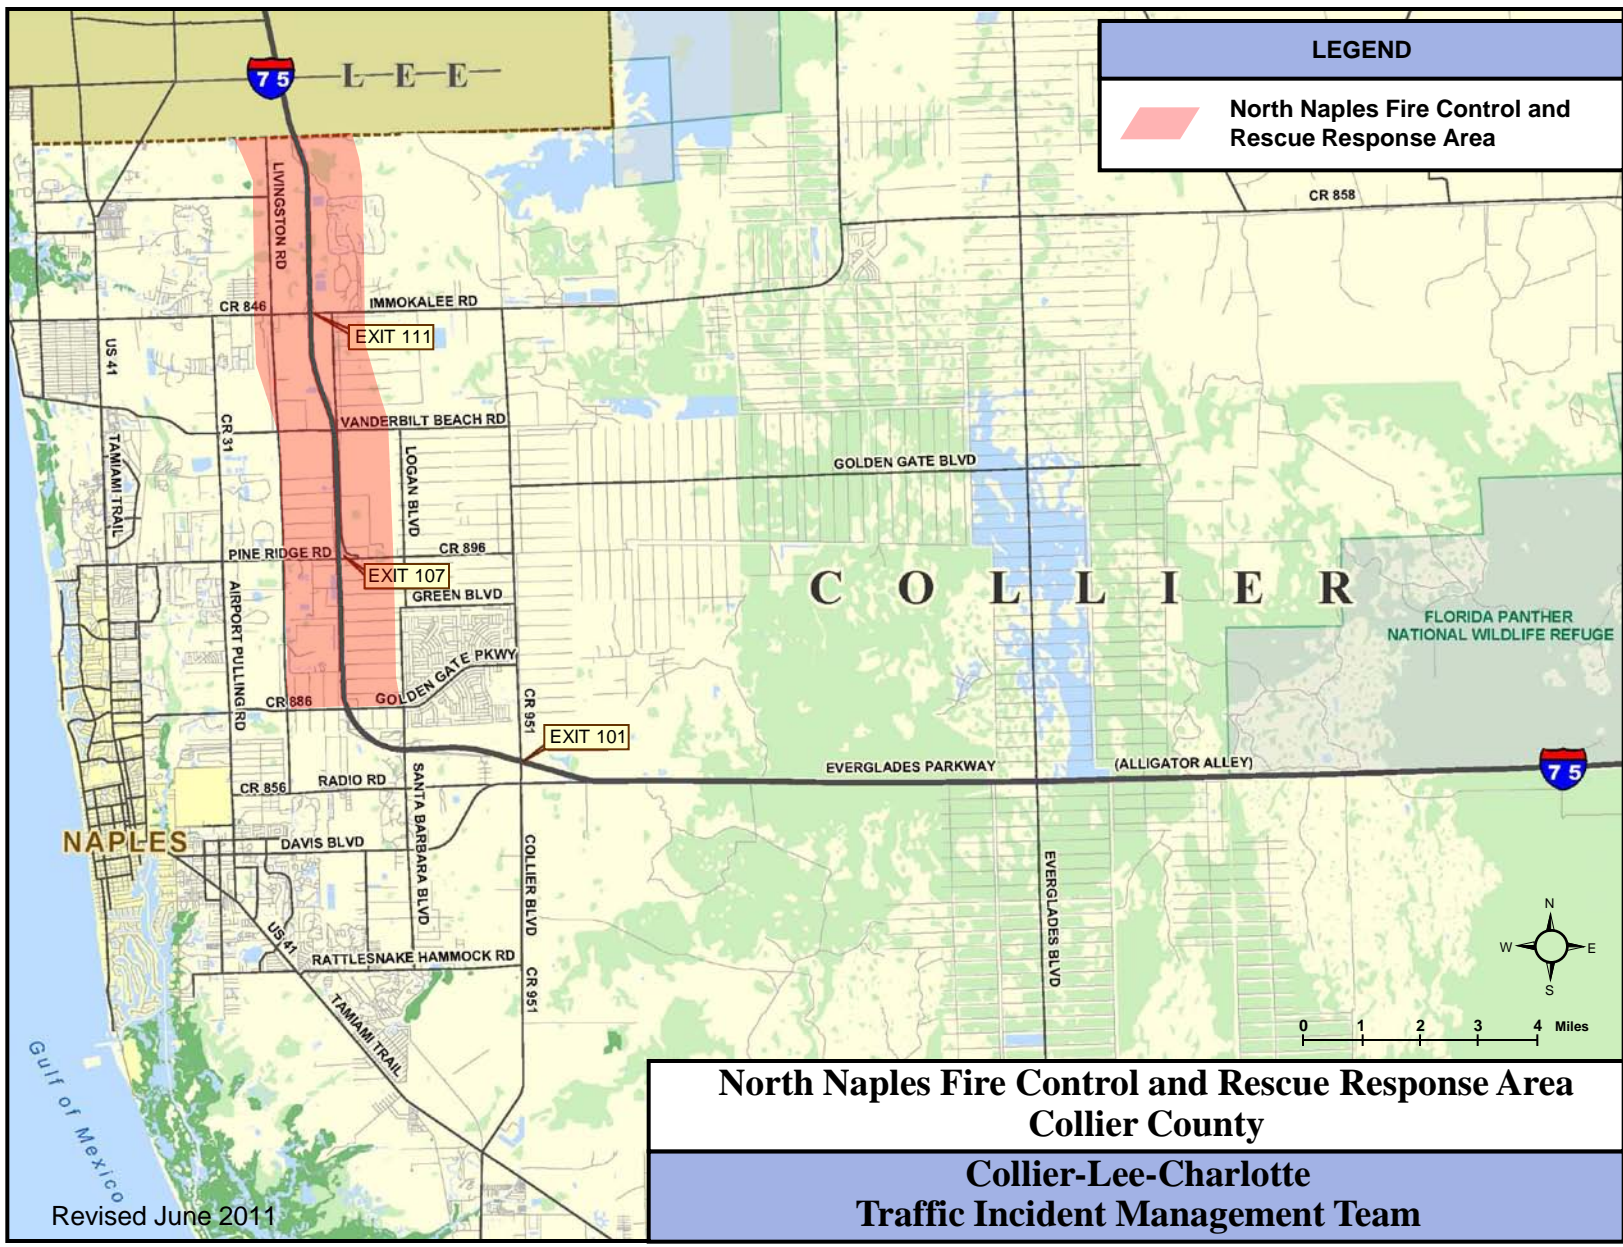 LEGEND
North Naples Fire Control and
Rescue Response Area
75
L E E
CR 858
LIVINGSTON RD
CR 846
IMMOKALEE RD
EXIT 111
US 41
CR 31
VANDERBILT BEACH RD
TAMIAMI TRAIL
LOGAN BLVD
GOLDEN GATE BLVD
PINE RIDGE RD
CR 896
EXIT 107
GREEN BLVD
AIRPORT PULLING RD
C O L L I E R
FLORIDA PANTHER
NATIONAL WILDLIFE REFUGE
GOLDEN GATE PKWY
CR 886
CR 951
EXIT 101
EVERGLADES PARKWAY
(ALLIGATOR ALLEY)
75
RADIO RD
CR 856
SANTA BARBARA BLVD
NAPLES
DAVIS BLVD
COLLIER BLVD
EVERGLADES BLVD
US 41
RATTLESNAKE HAMMOCK RD
CR 951
TAMIAMI TRAIL
N
W E
S
0 1 2 3 4 Miles
Gulf of Mexico
North Naples Fire Control and Rescue Response Area
Collier County
Collier-Lee-Charlotte
Traffic Incident Management Team
Revised June 2011